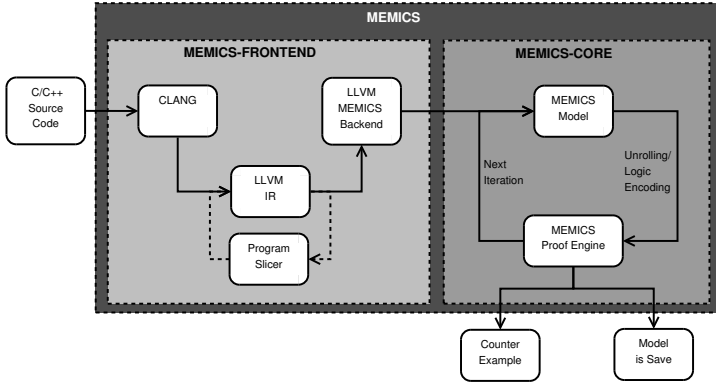 MEMICS
MEMICS-FRONTEND
MEMICS-CORE
C/C++
Source
Code
CLANG
LLVM
MEMICS
Backend
MEMICS
Model
LLVM
IR
Next
Iteration
Unrolling/
Logic
Encoding
Program
Slicer
MEMICS
Proof Engine
Counter
Example
Model
is Save